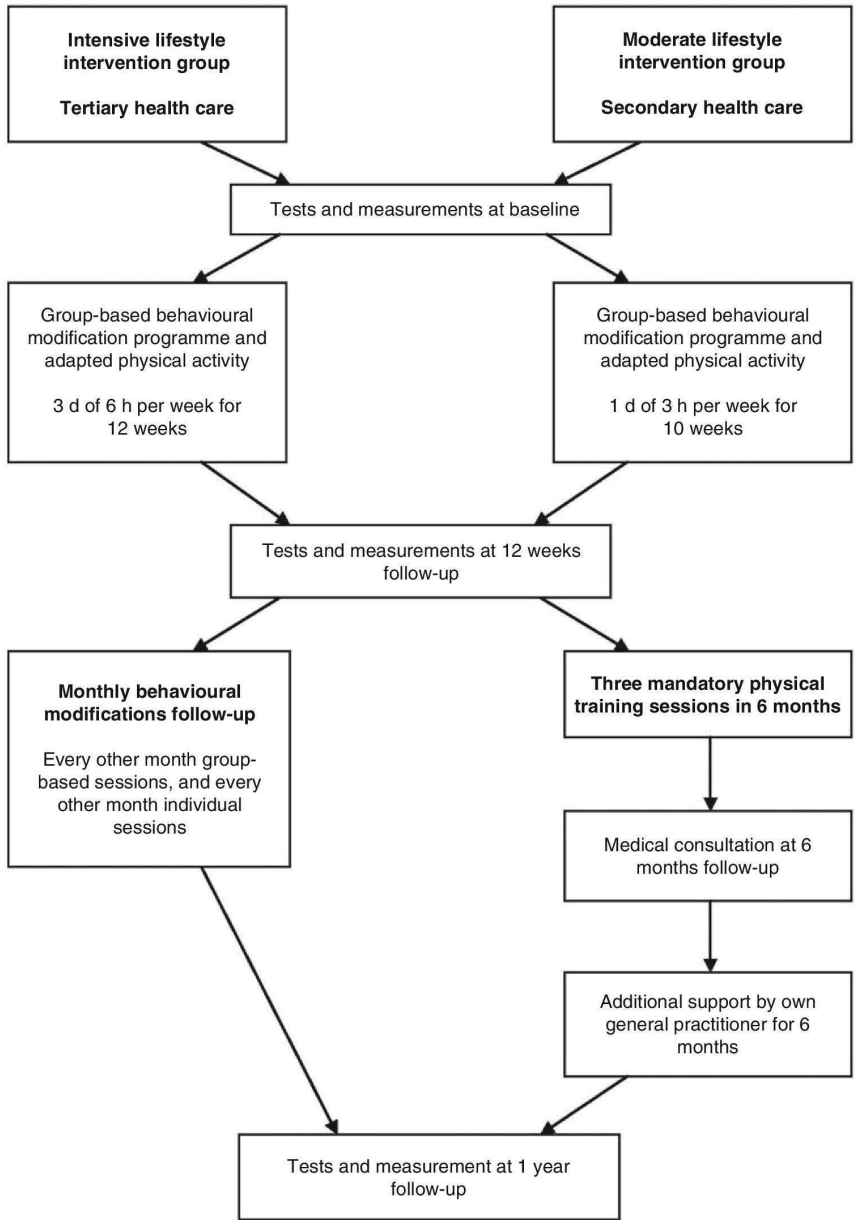 Intensive lifestyle
intervention group
Tertiary health care
Moderate lifestyle
intervention group
Secondary health care
Tests and measurements at baseline
Group-based behavioural
modification programme and
adapted physical activity
3 d of 6 h per week for
12 weeks
Group-based behavioural
modification programme and
adapted physical activity
1 d of 3 h per week for
10 weeks
Tests and measurements at 12 weeks
follow-up
Monthly behavioural
modifications follow-up
Every other month group-
based sessions, and every
other month individual
sessions
Three mandatory physical
training sessions in 6 months
Medical consultation at 6
months follow-up
Additional support by own
general practitioner for 6
months
Tests and measurement at 1 year
follow-up